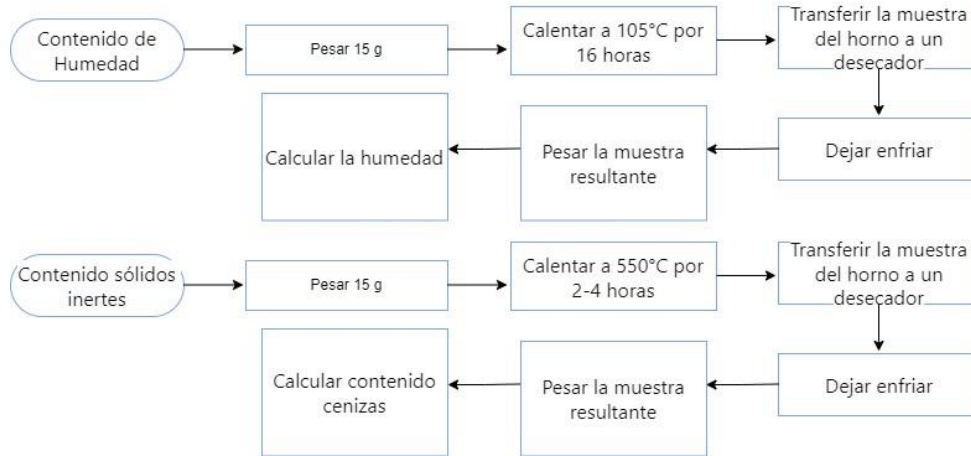 Contenido de
Humedad
Pesar 15 g
Calentar a 105°C por
16 horas
Transferir la muestra
del horno a un
desecador
Dejar enfriar
Pesar la muestra
resultante
Calcular la humedad
Contenido sólidos
inertes
Pesar 15 g
Calentar a 550°C por
2-4 horas
Transferir la muestra
del horno a un
desecador
Dejar enfriar
Pesar la muestra
resultante
Calcular contenido
cenizas